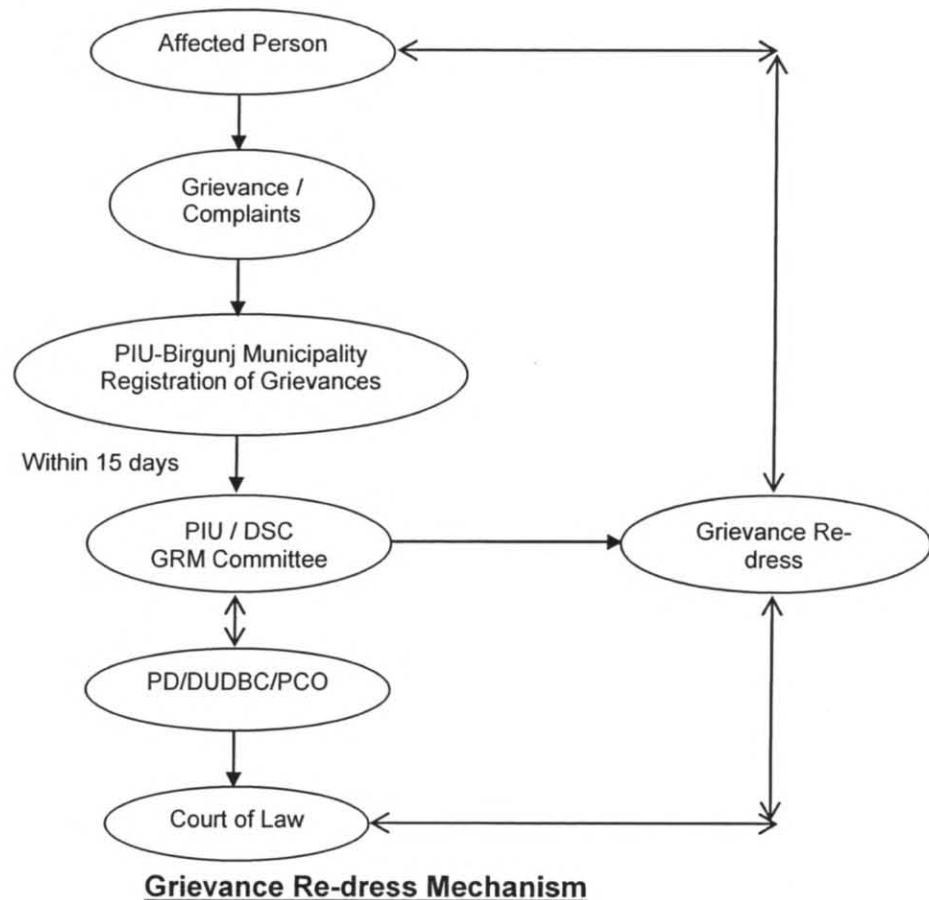 Affected Person
Grievance /
Complaints
PIU-Birgunj Municipality
Registration of Grievances
Within 15 days
PIU / DSC
GRM Committee
Grievance Re-
dress
PD/DUDBC/PCO
Court of Law
Grievance Re-dress Mechanism